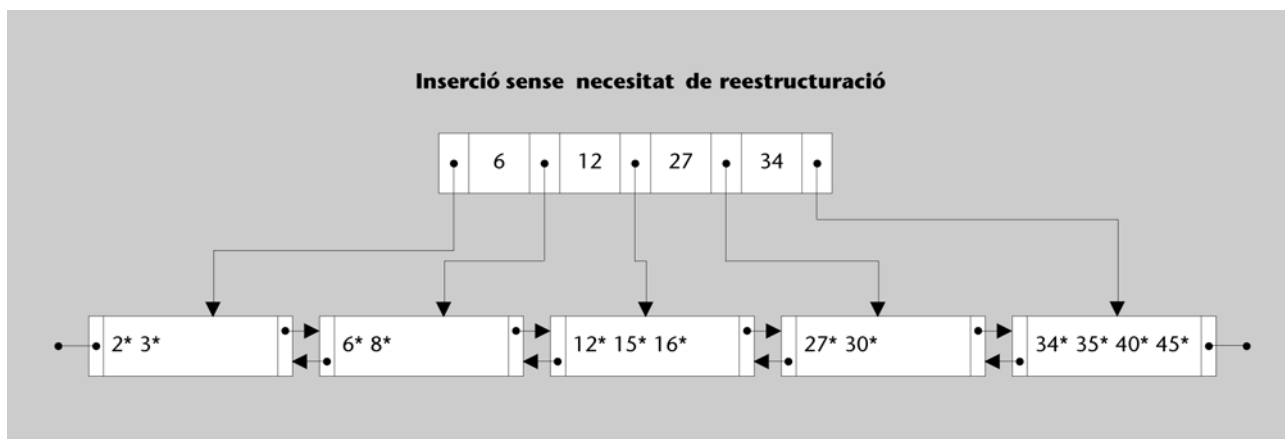 Inserció sense necesitat de reestructuració
6 12 27 34
2* 3* 6* 8* 12* 15* 16* 27* 30* 34* 35* 40* 45*